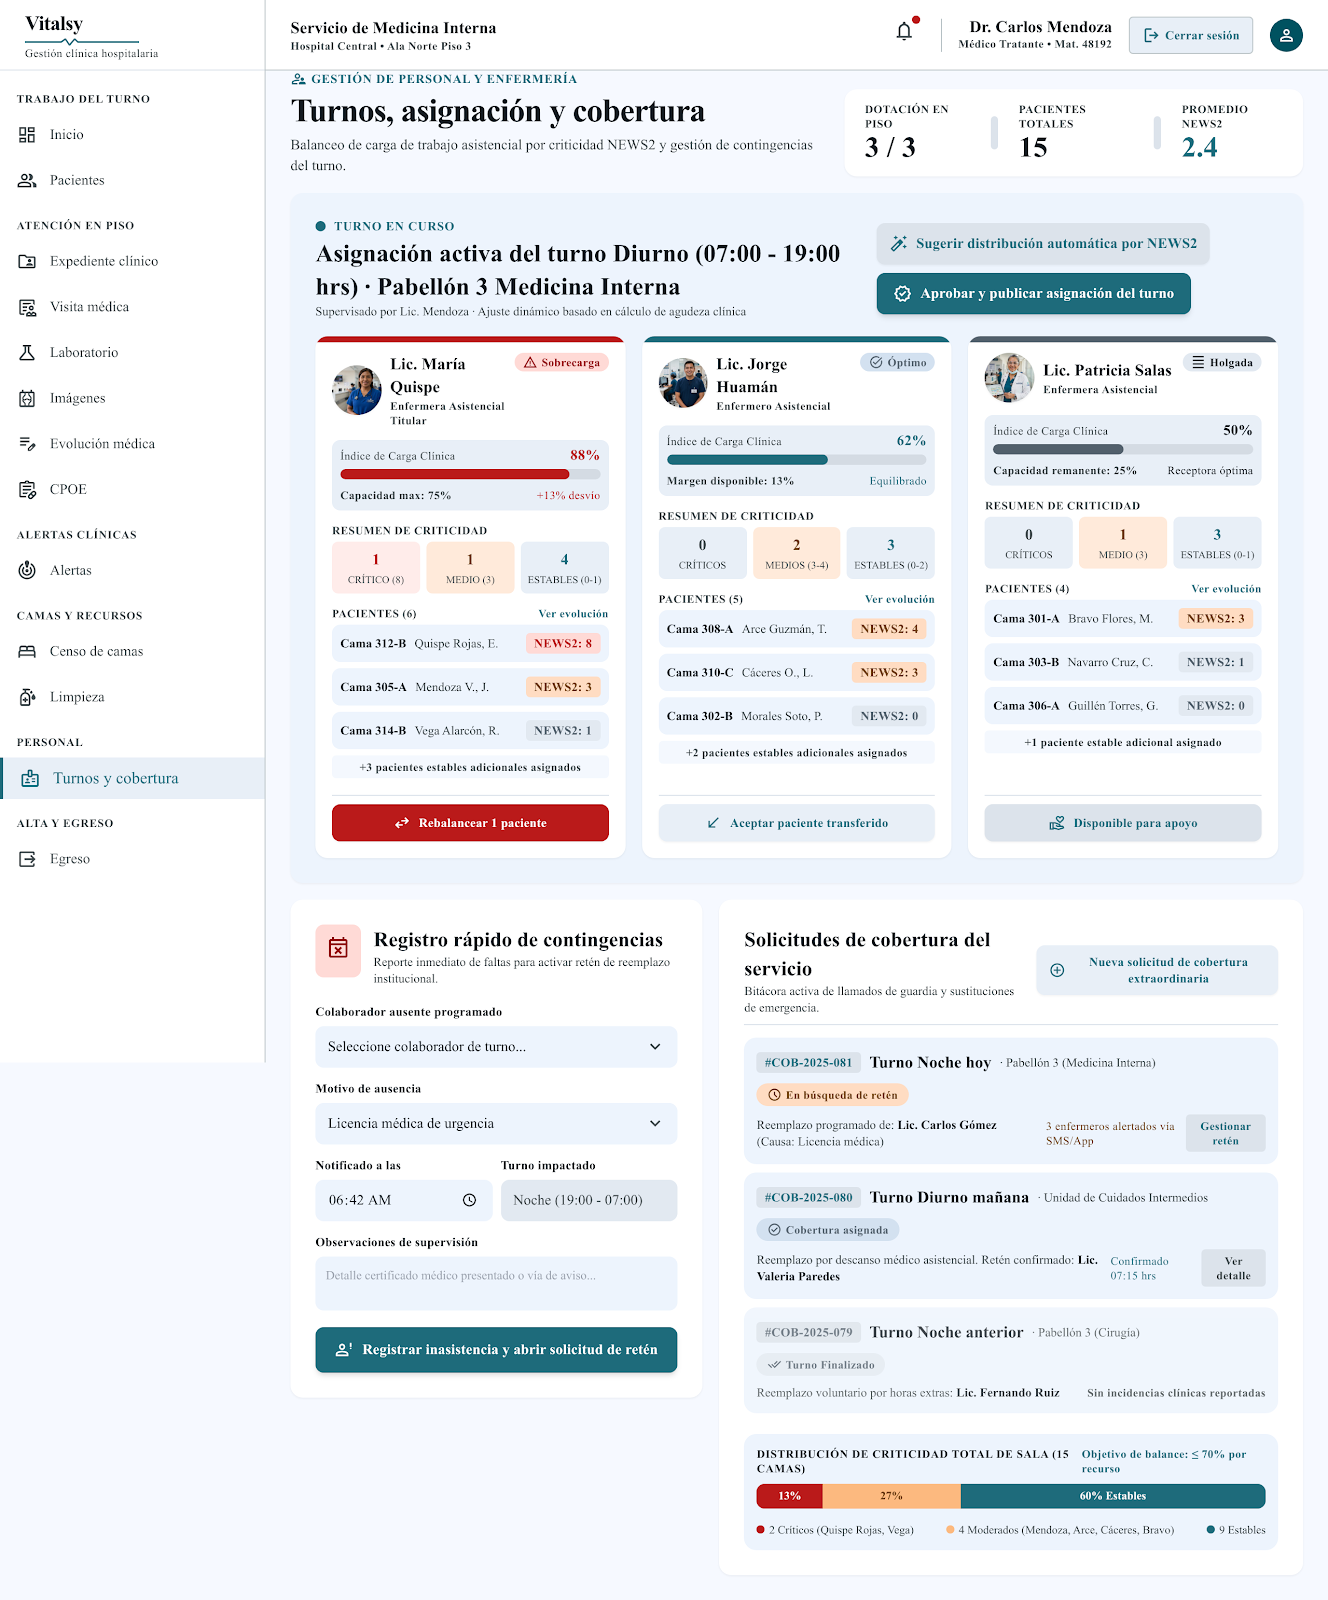 Vitalsy
Gestión clínica hospitalaria
Servicio de Medicina Interna
Hospital Central • Ala Norte Piso 3
Dr. Carlos Mendoza
Médico Tratante • Mat. 48192
Cerrar sesión
TRABAJO DEL TURNO
Inicio
Pacientes
ATENCIÓN EN PISO
Expediente clínico
Visita médica
Laboratorio
Imágenes
Evolución médica
CPOE
ALERTAS CLÍNICAS
Alertas
CAMAS Y RECURSOS
Censo de camas
Limpieza
PERSONAL
Turnos y cobertura
ALTA Y EGRESO
Egreso
GESTIÓN DE PERSONAL Y ENFERMERÍA
Turnos, asignación y cobertura
Balanceo de carga de trabajo asistencial por criticidad NEWS2 y gestión de contingencias
del turno.
DOTACIÓN EN
PISO
3 / 3
PACIENTES
TOTALES
15
PROMEDIO
NEWS2
2.4
TURNO EN CURSO
Asignación activa del turno Diurno (07:00 - 19:00
hrs) · Pabellón 3 Medicina Interna
Supervisado por Lic. Mendoza · Ajuste dinámico basado en cálculo de agudeza clínica
Sugerir distribución automática por NEWS2
Aprobar y publicar asignación del turno
Lic. María
Quispe
Enfermera Asistencial
Titular
Sobrecarga
Índice de Carga Clínica 88%
Capacidad max: 75% +13% desvio
RESUMEN DE CRITICIDAD
1
CRÍTICO (8)
1
MEDIO (3)
4
ESTABLES (0-1)
PACIENTES (6) Ver evolución
Cama 312-B Quispe Rojas, E. NEWS2: 8
Cama 305-A Mendoza V., J. NEWS2: 3
Cama 314-B Vega Alarcón, R. NEWS2: 1
+3 pacientes estables adicionales asignados
Rebalancear 1 paciente
Lic. Jorge
Huamán
Enfermero Asistencial
Óptimo
Índice de Carga Clínica 62%
Margen disponible: 13% Equilibrado
RESUMEN DE CRITICIDAD
0
CRÍTICOS
2
MEDIOS (3-4)
3
ESTABLES (0-2)
PACIENTES (5) Ver evolución
Cama 308-A Arce Guzmán, T. NEWS2: 4
Cama 310-C Cáceres O., L. NEWS2: 3
Cama 302-B Morales Soto, P. NEWS2: 0
+2 pacientes estables adicionales asignados
Aceptar paciente transferido
Lic. Patricia Salas
Enfermera Asistencial
Holgada
Índice de Carga Clínica 50%
Capacidad remanente: 25% Receptora óptima
RESUMEN DE CRITICIDAD
0
CRÍTICOS
1
MEDIO (3)
3
ESTABLES (0-1)
PACIENTES (4) Ver evolución
Cama 301-A Bravo Flores, M. NEWS2: 3
Cama 303-B Navarro Cruz, C. NEWS2: 1
Cama 306-A Guillén Torres, G. NEWS2: 0
+1 paciente estable adicional asignado
Disponible para apoyo
Registro rápido de contingencias
Reporte inmediato de faltas para activar retén de reemplazo
institucional.
Colaborador ausente programado
Seleccione colaborador de turno...
Motivo de ausencia
Licencia médica de urgencia
Notificado a las
06:42 AM
Turno impactado
Noche (19:00 - 07:00)
Observaciones de supervisión
Detalle certificado médico presentado o vía de aviso...
Registrar inasistencia y abrir solicitud de retén
Solicitudes de cobertura del
servicio
Bitácora activa de llamados de guardia y sustituciones
de emergencia.
Nueva solicitud de cobertura
extraordinaria
#COB-2025-081 Turno Noche hoy · Pabellón 3 (Medicina Interna)
En búsqueda de retén
Reemplazo programado de: Lic. Carlos Gómez
(Causa: Licencia médica)
3 enfermeros alertados vía
SMS/App
Gestionar
retén
#COB-2025-080 Turno Diurno mañana · Unidad de Cuidados Intermedios
Cobertura asignada
Reemplazo por descanso médico asistencial. Retén confirmado: Lic.
Valeria Paredes
Confirmado
07:15 hrs
Ver
detalle
#COB-2025-079 Turno Noche anterior · Pabellón 3 (Cirugía)
Turno Finalizado
Reemplazo voluntario por horas extras: Lic. Fernando Ruiz Sin incidencias clínicas reportadas
DISTRIBUCIÓN DE CRITICIDAD TOTAL DE SALA (15
CAMAS)
Objetivo de balance: ≤ 70% por
recurso
13% 27% 60% Estables
2 Críticos (Quispe Rojas, Vega) 4 Moderados (Mendoza, Arce, Cáceres, Bravo) 9 Estables